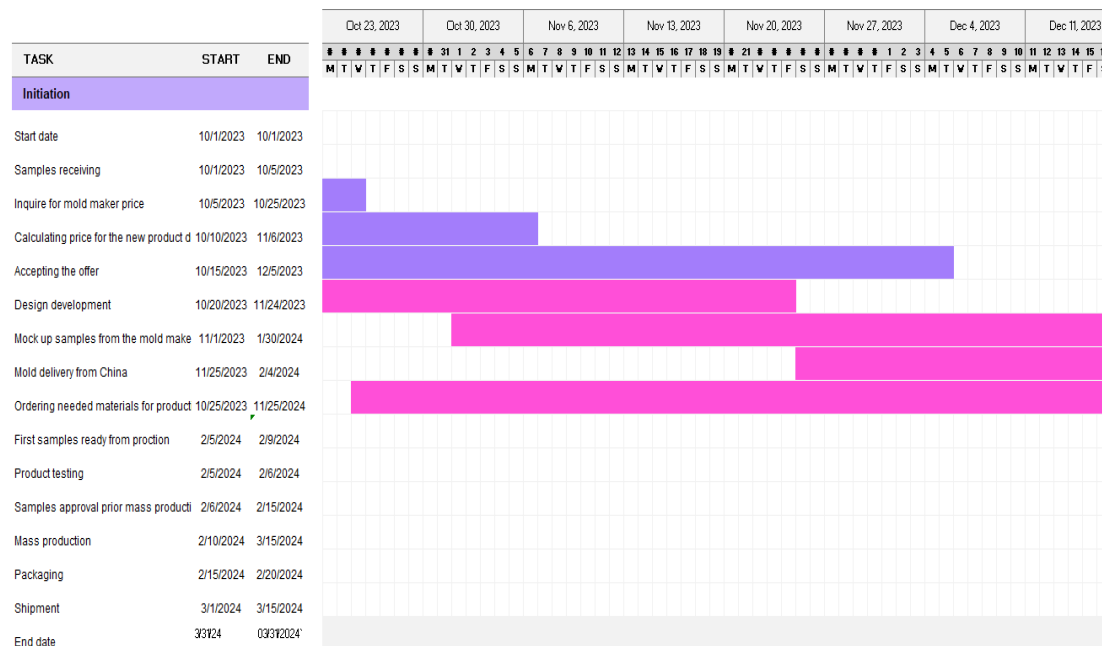 Oct 23, 2023 Oct 30, 2023 Nov 6, 2023 Nov 13, 2023 Nov 20, 2023 Nov 27, 2023 Dec 4, 2023 Dec 11, 2023
# # # # # # # # 31 1 2 3 4 5 6 7 8 9 10 11 12 13 14 15 16 17 18 19 # 21 # # # # # # # # # 1 2 3 4 5 6 7 8 9 10 11 12 13 14 15
TASK START END
M T W T F S S M T W T F S S M T W T F S S M T W T F S S M T W T F S S M T W T F S S M T W T F S S M T W T F
Initiation
Start date 10/1/2023 10/1/2023
Samples receiving 10/1/2023 10/5/2023
Inquire for mold maker price 10/5/2023 10/25/2023
Calculating price for the new product d 10/10/2023 11/6/2023
Accepting the offer 10/15/2023 12/5/2023
Design development 10/20/2023 11/24/2023
Mock up samples from the mold make 11/1/2023 1/30/2024
Mold delivery from China 11/25/2023 2/4/2024
Ordering needed materials for product 10/25/2023 11/25/2024
First samples ready from proction 2/5/2024 2/9/2024
Product testing 2/5/2024 2/6/2024
Samples approval prior mass producti 2/6/2024 2/15/2024
Mass production 2/10/2024 3/15/2024
Packaging 2/15/2024 2/20/2024
Shipment 3/1/2024 3/15/2024
End date 3/31/24 03/31/2024`